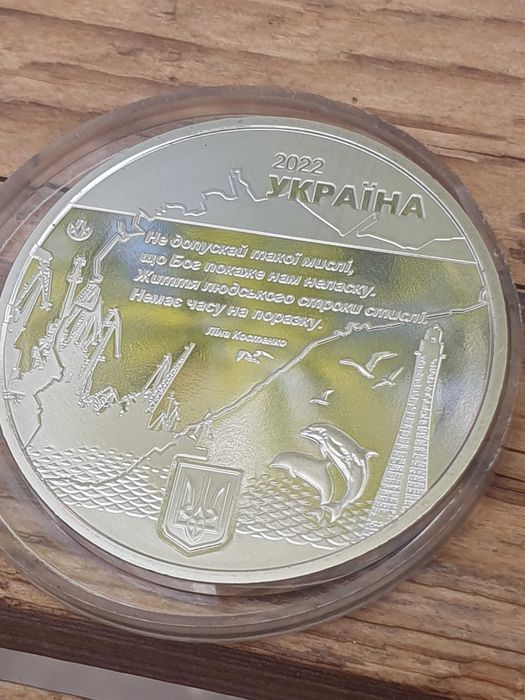 2022
УКРАЇНА
Не допускай такої мислі,
що Бог покаже нам неласку.
Життя людського строки стислі.
Немає часу на поразку.
Ліна Костенко